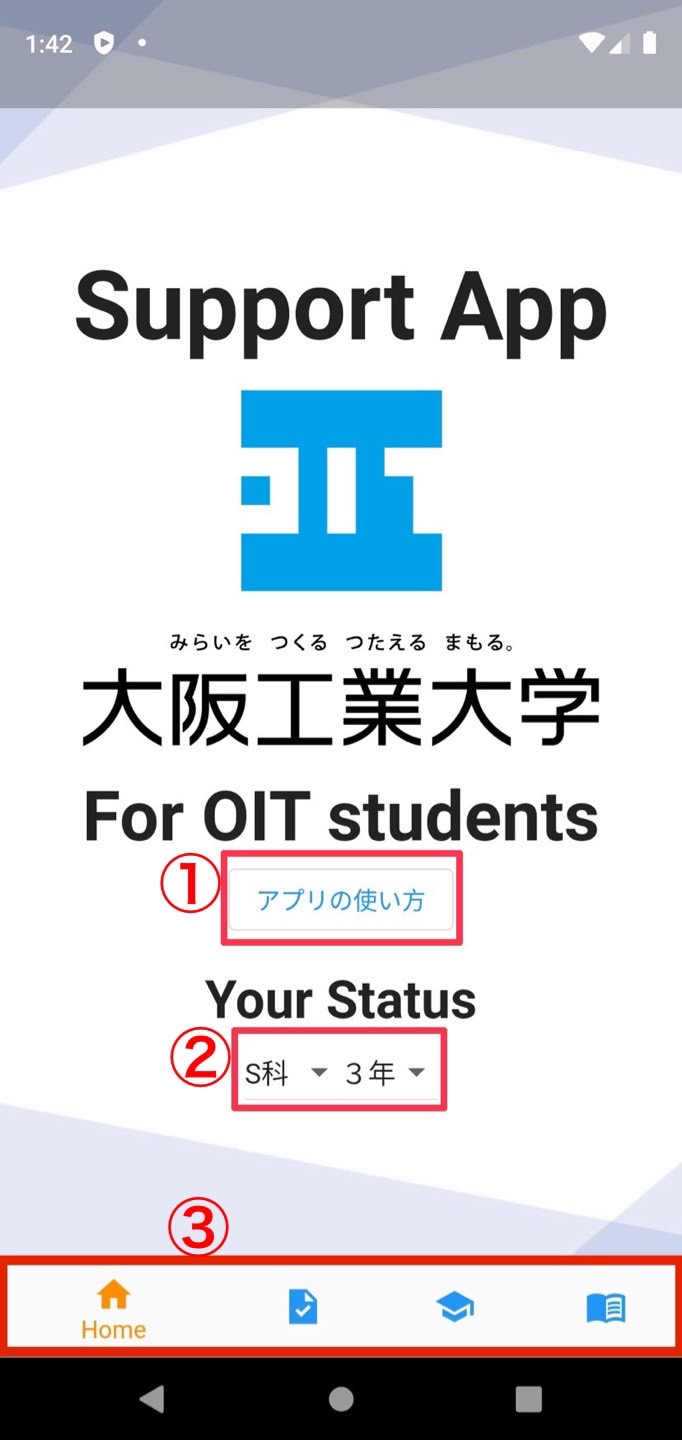 1:42
Support App
みらいを つくる つたえる まもる。
大阪工業大学
For OIT students
① アプリの使い方
Your Status
② S科 3年
③
Home